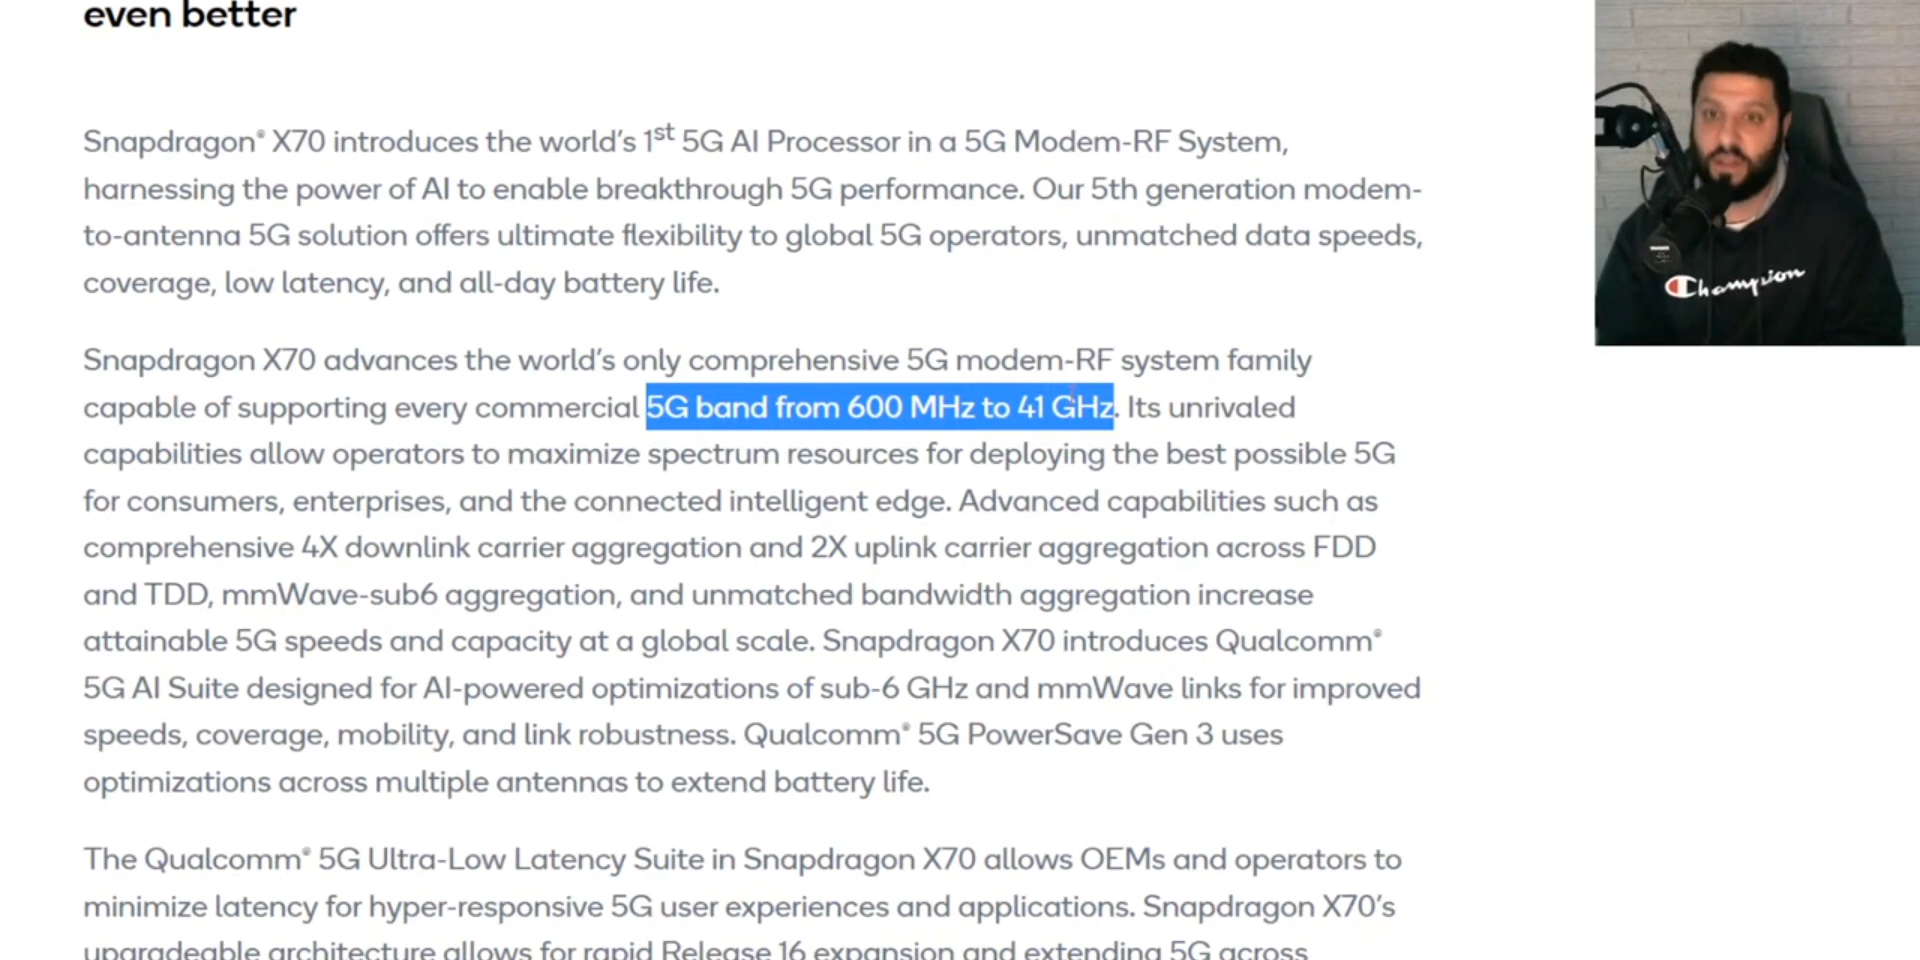 even better
Snapdragon® X70 introduces the world's 1st 5G AI Processor in a 5G Modem-RF System,
harnessing the power of AI to enable breakthrough 5G performance. Our 5th generation modem-
to-antenna 5G solution offers ultimate flexibility to global 5G operators, unmatched data speeds,
coverage, low latency, and all-day battery life.
Snapdragon X70 advances the world's only comprehensive 5G modem-RF system family
capable of supporting every commercial 5G band from 600 MHz to 41 GHz. Its unrivaled
capabilities allow operators to maximize spectrum resources for deploying the best possible 5G
for consumers, enterprises, and the connected intelligent edge. Advanced capabilities such as
comprehensive 4X downlink carrier aggregation and 2X uplink carrier aggregation across FDD
and TDD, mmWave-sub6 aggregation, and unmatched bandwidth aggregation increase
attainable 5G speeds and capacity at a global scale. Snapdragon X70 introduces Qualcomm®
5G AI Suite designed for AI-powered optimizations of sub-6 GHz and mmWave links for improved
speeds, coverage, mobility, and link robustness. Qualcomm® 5G PowerSave Gen 3 uses
optimizations across multiple antennas to extend battery life.
The Qualcomm® 5G Ultra-Low Latency Suite in Snapdragon X70 allows OEMs and operators to
minimize latency for hyper-responsive 5G user experiences and applications. Snapdragon X70's
upgradeable architecture allows for rapid Release 16 expansion and extending 5G across
Champion